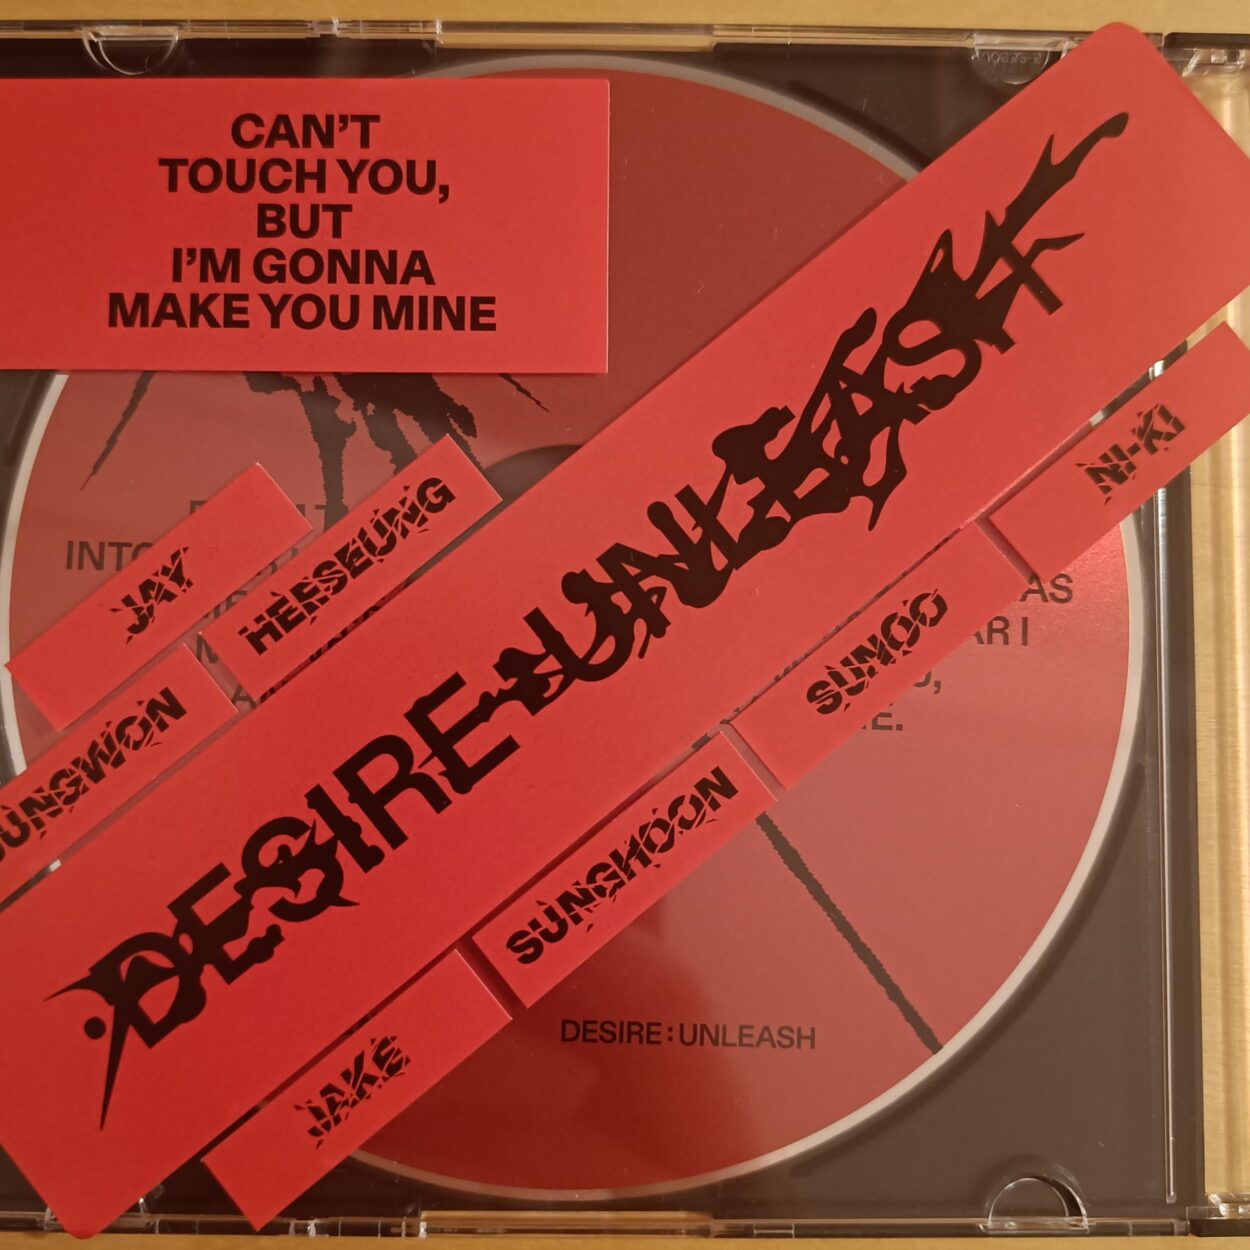 CAN'T
TOUCH YOU,
BUT
I'M GONNA
MAKE YOU MINE
DESIRE : UNLEASH
JAY
HEESEUNG
NI-KI
SUNOO
SUNGHOON
JAKE
DESIRE : UNLEASH